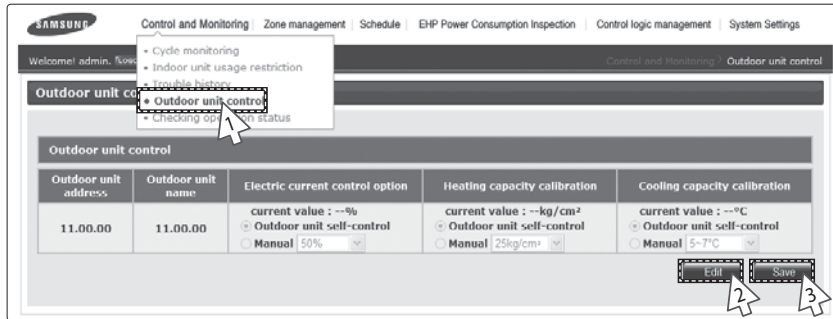 SAMSUNG
Control and Monitoring | Zone management | Schedule | EHP Power Consumption Inspection | Control logic management | System Settings
Welcome! admin.
Control and Monitoring > Outdoor unit control
• Cycle monitoring
• Indoor unit usage restriction
• Trouble history
• Outdoor unit control
• Checking status
1
Outdoor unit
Outdoor unit control
Outdoor unit address
Outdoor unit name
Electric current control option
Heating capacity calibration
Cooling capacity calibration
11.00.00
11.00.00
current value : --%
Outdoor unit self-control
Manual 50%
current value : --kg/cm²
Outdoor unit self-control
Manual 25kg/cm²
current value : --°C
Outdoor unit self-control
Manual 5~7°C
Edit
Save
2
3